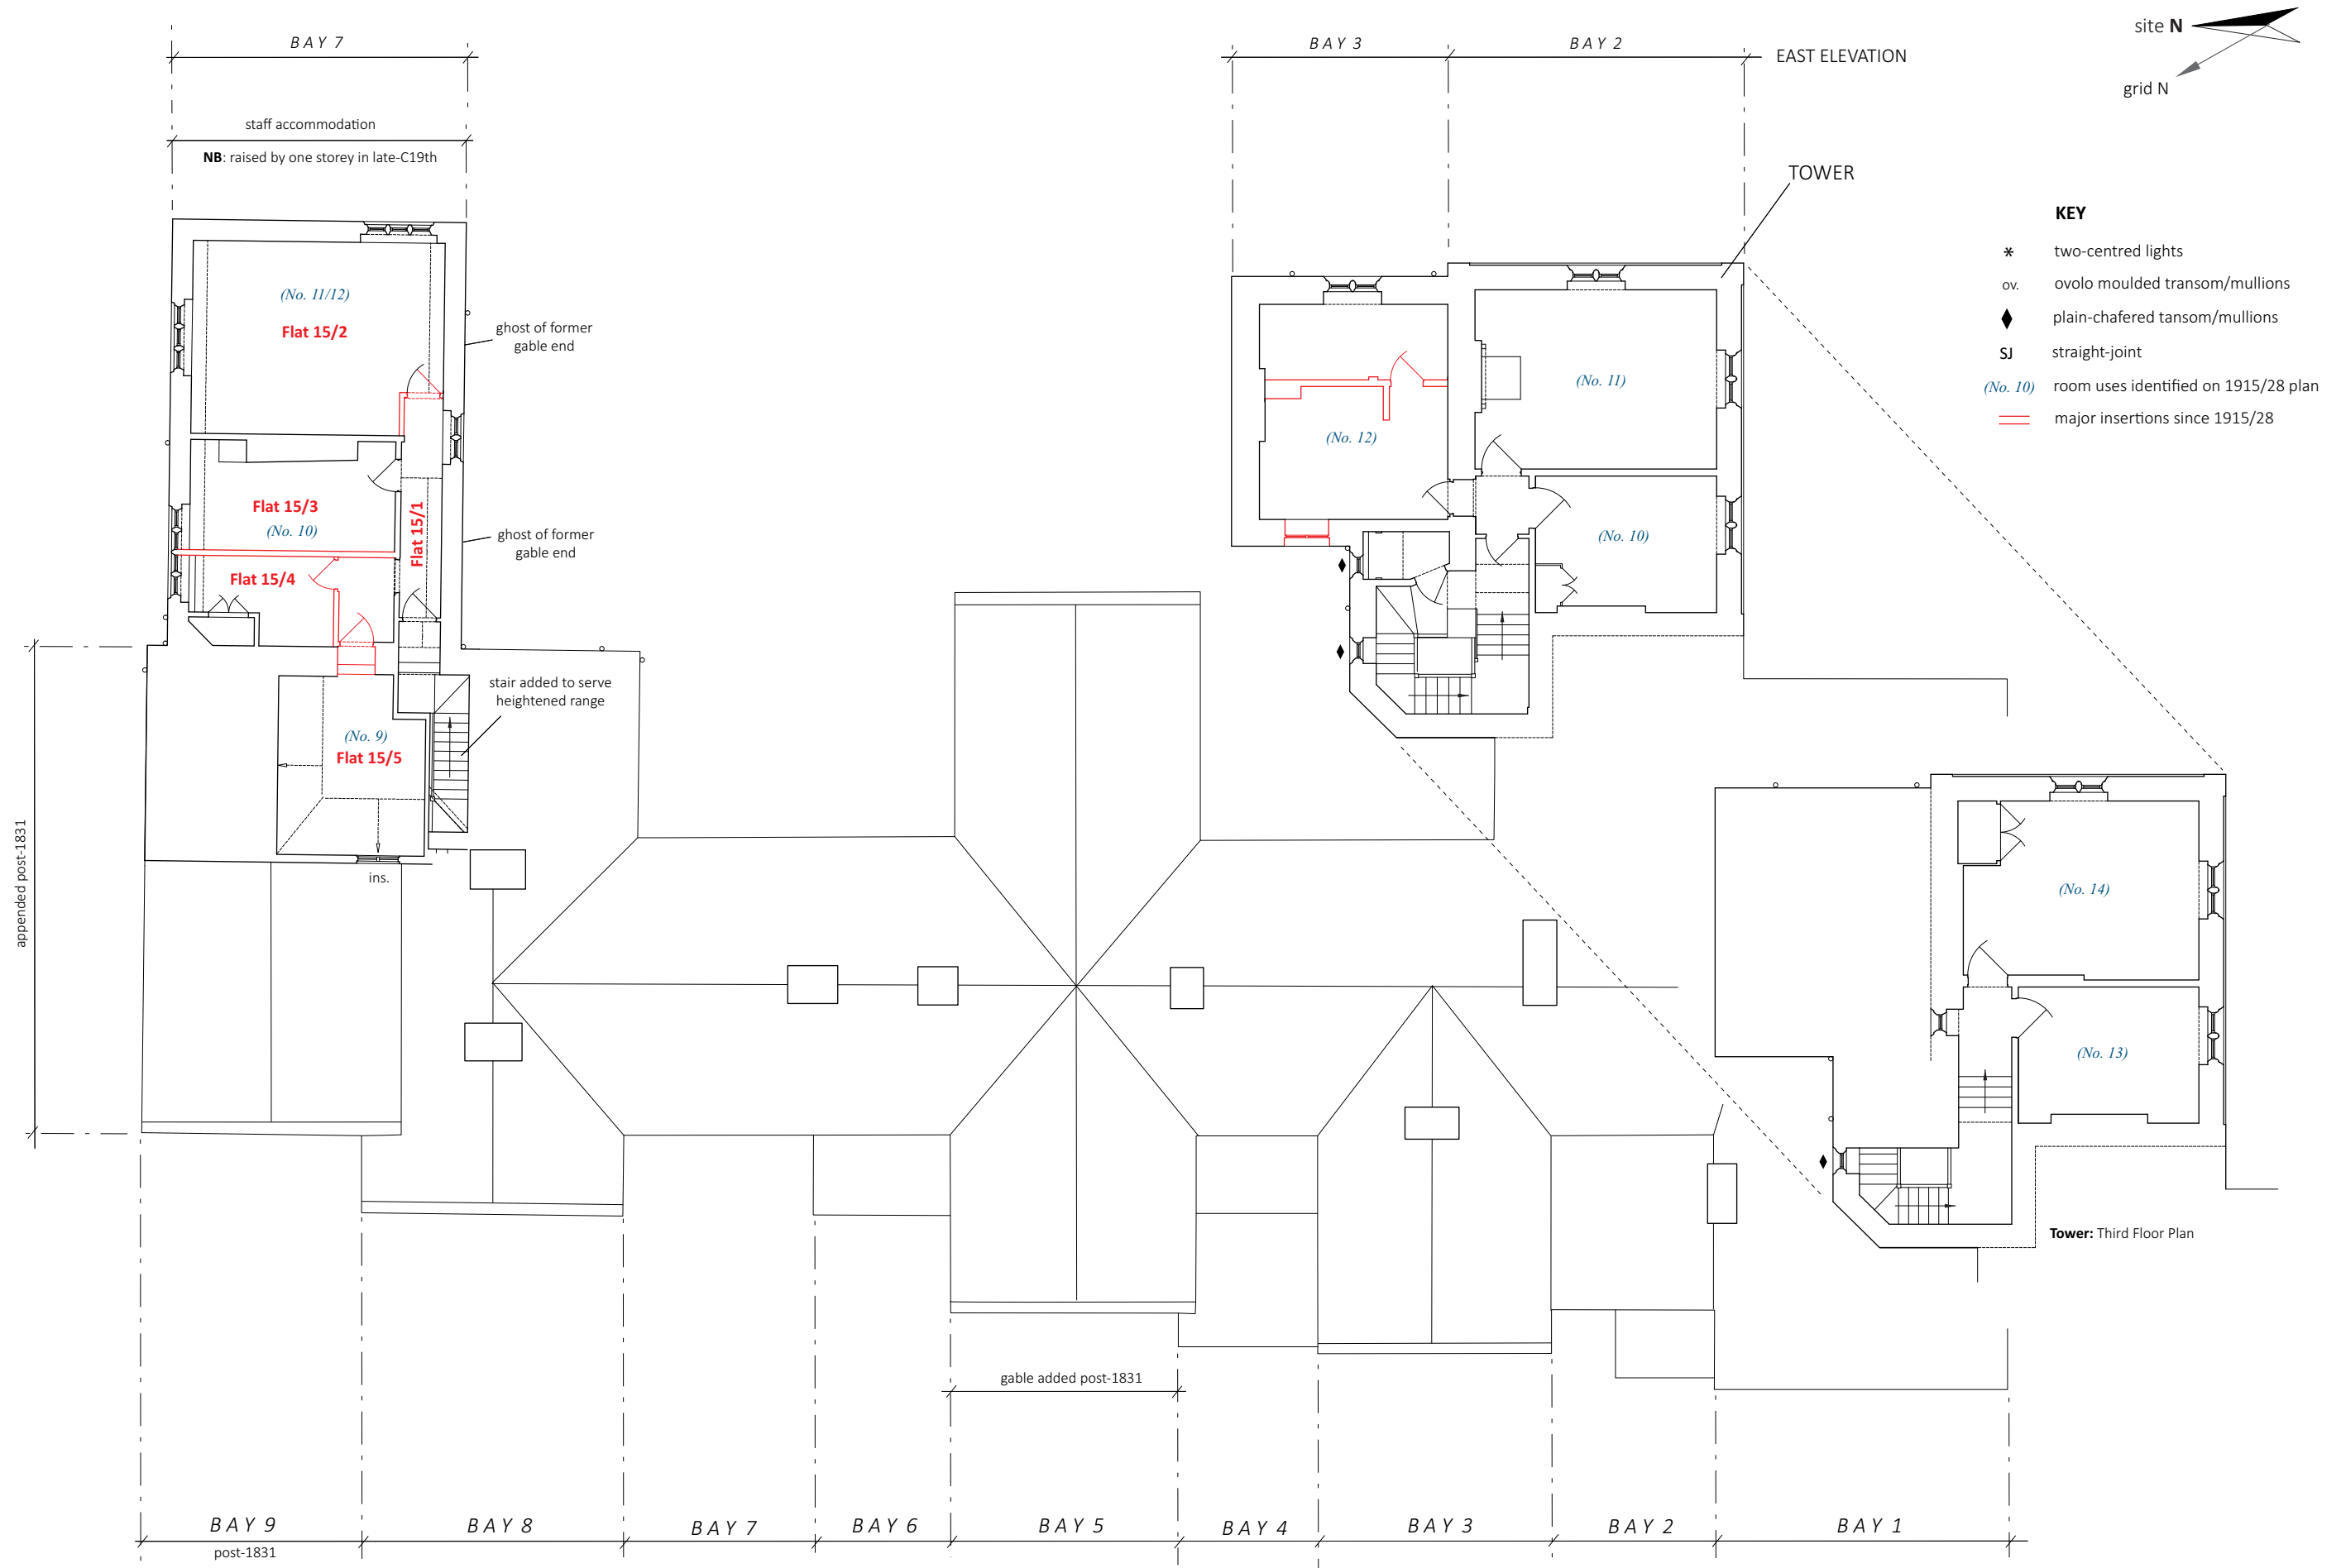 BAY 7
BAY 3
BAY 2
EAST ELEVATION
site N
grid N
staff accommodation
NB: raised by one storey in late-C19th
TOWER
KEY
* two-centred lights
ov. ovolo moulded transom/mullions
♦ plain-chafered tansom/mullions
SJ straight-joint
(No. 10) room uses identified on 1915/28 plan
major insertions since 1915/28
(No. 11/12)
Flat 15/2
ghost of former
gable end
Flat 15/3
(No. 10)
Flat 15/1
ghost of former
gable end
Flat 15/4
stair added to serve
heightened range
(No. 9)
Flat 15/5
ins.
appended post-1831
(No. 11)
(No. 12)
(No. 10)
(No. 14)
(No. 13)
Tower: Third Floor Plan
gable added post-1831
BAY 9
BAY 8
BAY 7
BAY 6
BAY 5
BAY 4
BAY 3
BAY 2
BAY 1
post-1831